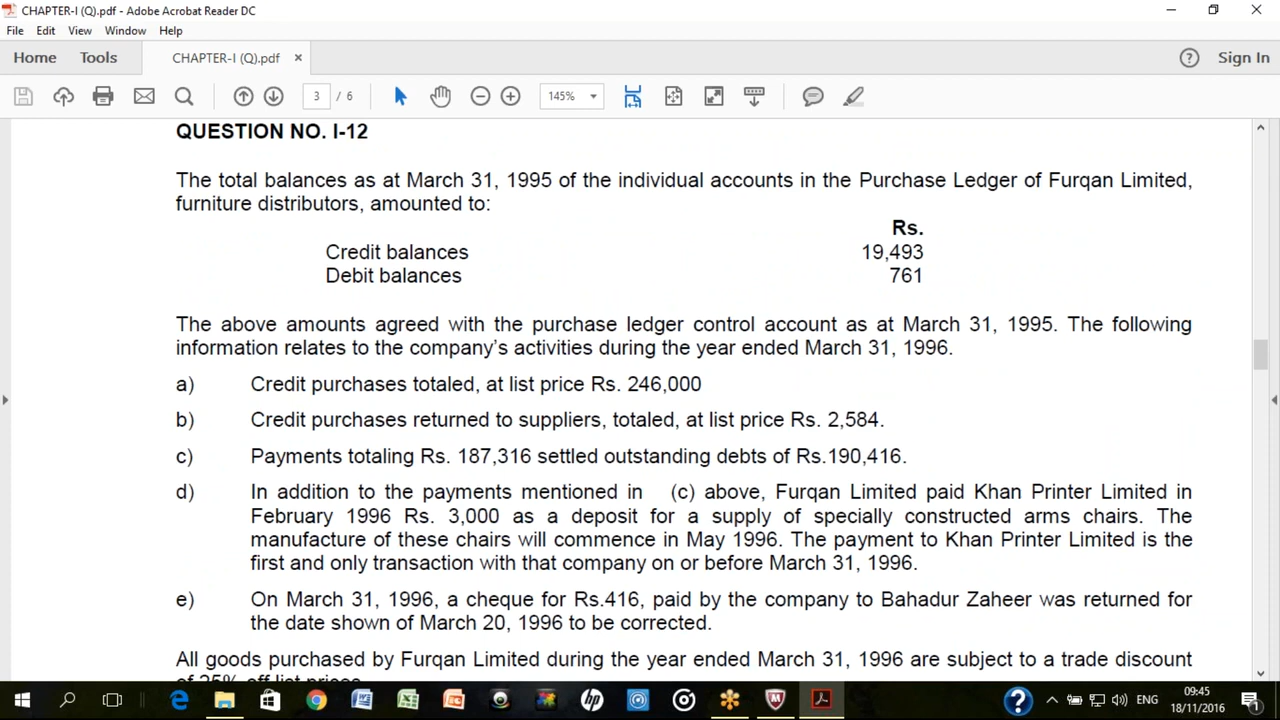 CHAPTER-I (Q).pdf - Adobe Acrobat Reader DC
File Edit View Window Help
Home Tools CHAPTER-I (Q).pdf × ? Sign In
3 / 6 145%
QUESTION NO. I-12
The total balances as at March 31, 1995 of the individual accounts in the Purchase Ledger of Furqan Limited,
furniture distributors, amounted to:
Rs.
Credit balances 19,493
Debit balances 761
The above amounts agreed with the purchase ledger control account as at March 31, 1995. The following
information relates to the company's activities during the year ended March 31, 1996.
a) Credit purchases totaled, at list price Rs. 246,000
b) Credit purchases returned to suppliers, totaled, at list price Rs. 2,584.
c) Payments totaling Rs. 187,316 settled outstanding debts of Rs.190,416.
d) In addition to the payments mentioned in (c) above, Furqan Limited paid Khan Printer Limited in
February 1996 Rs. 3,000 as a deposit for a supply of specially constructed arms chairs. The
manufacture of these chairs will commence in May 1996. The payment to Khan Printer Limited is the
first and only transaction with that company on or before March 31, 1996.
e) On March 31, 1996, a cheque for Rs.416, paid by the company to Bahadur Zaheer was returned for
the date shown of March 20, 1996 to be corrected.
All goods purchased by Furqan Limited during the year ended March 31, 1996 are subject to a trade discount
of 25% off list prices
ENG 09:45
18/11/2016